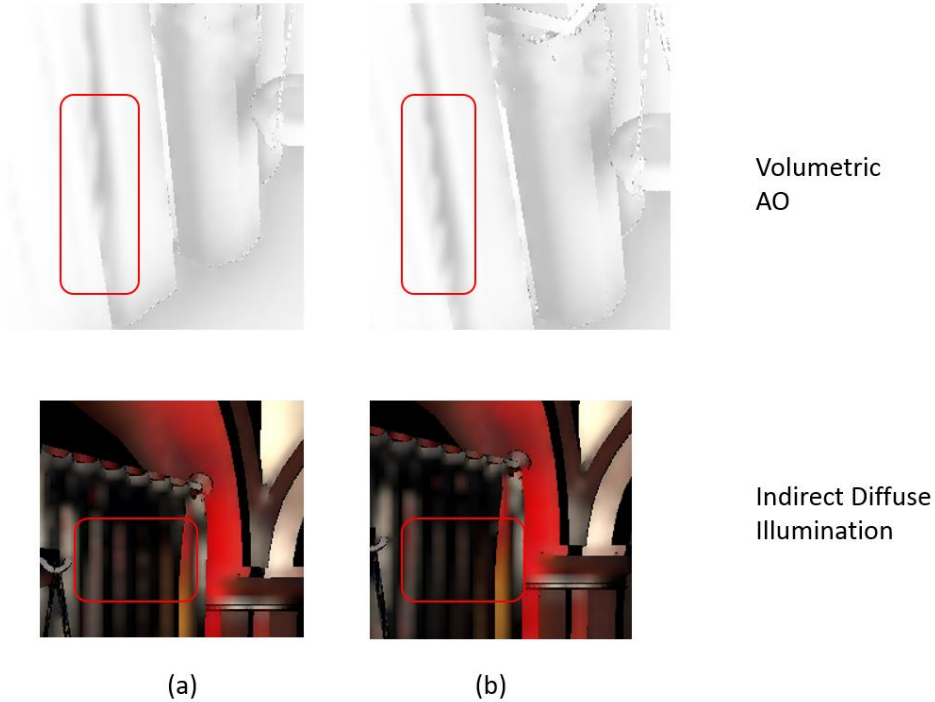 Volumetric
AO
Indirect Diffuse
Illumination
(a)
(b)